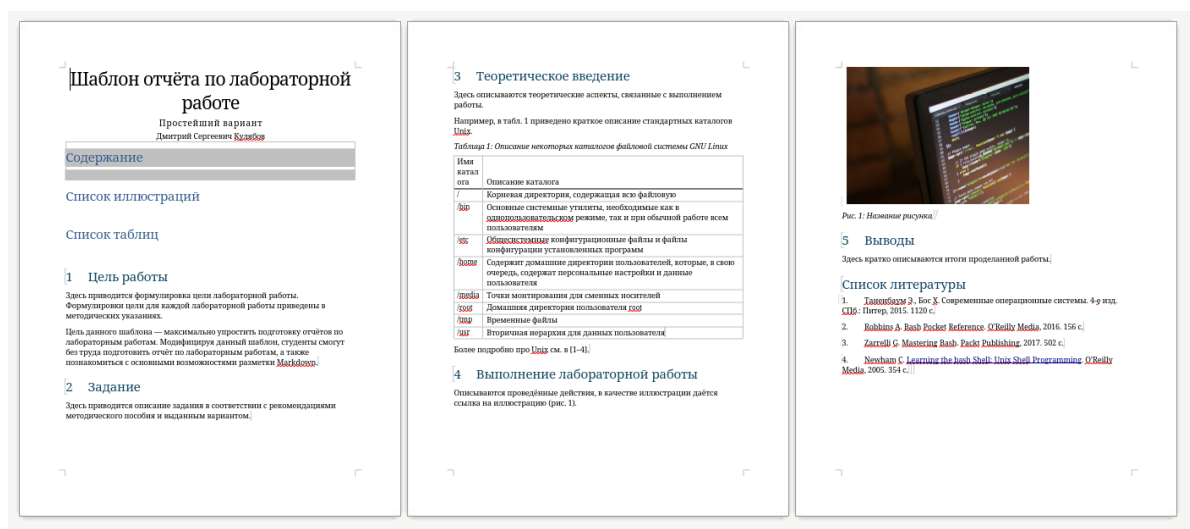 Шаблон отчёта по лабораторной
работе
Простейший вариант
Дмитрий Сергеевич Кулябов
Содержание
Список иллюстраций
Список таблиц
1 Цель работы
Здесь приводится формулировка цели лабораторной работы.
Формулировки цели для каждой лабораторной работы приведены в
методических указаниях.
Цель данного шаблона — максимально упростить подготовку отчётов по
лабораторным работам. Модифицируя данный шаблон, студенты смогут
без труда подготовить отчёт по лабораторным работам, а также
познакомиться с основными возможностями разметки Markdown.
2 Задание
Здесь приводится описание задания в соответствии с рекомендациями
методического пособия и выданным вариантом.
3 Теоретическое введение
Здесь описываются теоретические аспекты, связанные с выполнением
работы.
Например, в табл. 1 приведено краткое описание стандартных каталогов
Unix.
Таблица 1: Описание некоторых каталогов файловой системы GNU Linux
Имя
катал
ога Описание каталога
/ Корневая директория, содержащая всю файловую
/bin Основные системные утилиты, необходимые как в
однопользовательском режиме, так и при обычной работе всем
пользователям
/etc Общесистемные конфигурационные файлы и файлы
конфигурации установленных программ
/home Содержит домашние директории пользователей, которые, в свою
очередь, содержат персональные настройки и данные
пользователя
/media Точки монтирования для сменных носителей
/root Домашняя директория пользователя root
/tmp Временные файлы
/usr Вторичная иерархия для данных пользователя
Более подробно про Unix см. в [1–4].
4 Выполнение лабораторной работы
Описываются проведённые действия, в качестве иллюстрации даётся
ссылка на иллюстрацию (рис. 1).
Рис. 1: Название рисунка
5 Выводы
Здесь кратко описываются итоги проделанной работы.
Список литературы
1. Таненбаум Э., Бос Х. Современные операционные системы. 4-е изд.
СПб.: Питер, 2015. 1120 с.
2. Robbins A. Bash Pocket Reference. O’Reilly Media, 2016. 156 с.
3. Zarrelli G. Mastering Bash. Packt Publishing, 2017. 502 с.
4. Newham C. Learning the bash Shell: Unix Shell Programming. O’Reilly
Media, 2005. 354 с.